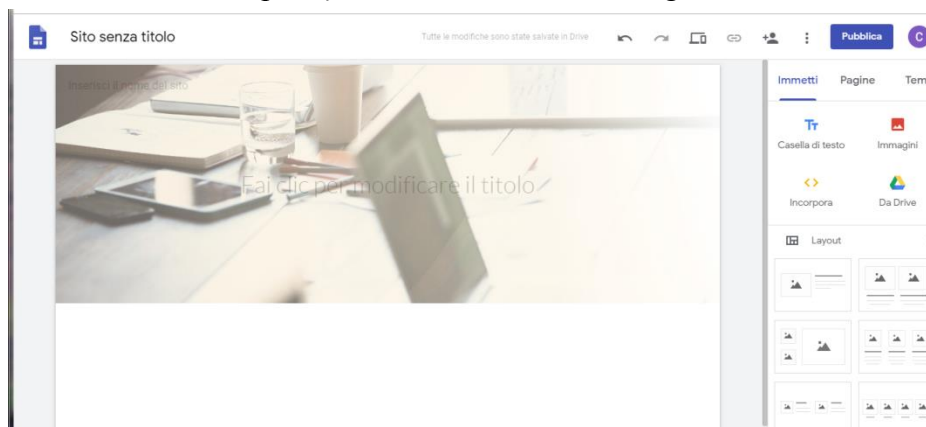 Sito senza titolo
Tutte le modifiche sono state salvate in Drive
Pubblica
C
Inserisci il nome del sito
Fai clic per modificare il titolo
Immetti Pagine Tem
Casella di testo Immagini
Incorpora Da Drive
Layout